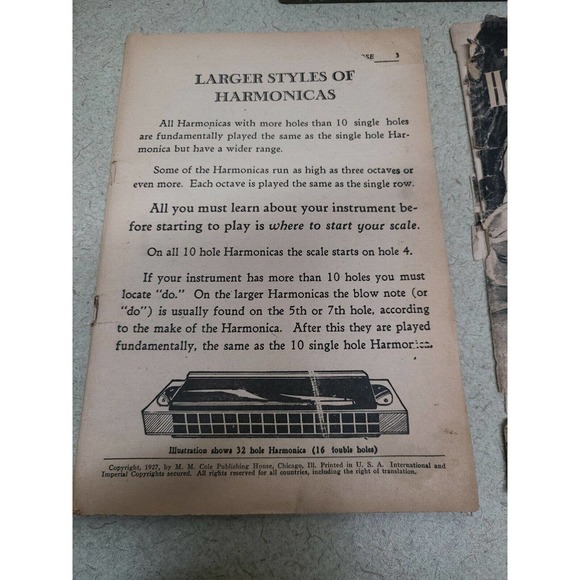 3
LARGER STYLES OF
HARMONICAS
All Harmonicas with more holes than 10 single holes
are fundamentally played the same as the single hole Har-
monica but have a wider range.
Some of the Harmonicas run as high as three octaves or
even more. Each octave is played the same as the single row.
All you must learn about your instrument be-
fore starting to play is where to start your scale.
On all 10 hole Harmonicas the scale starts on hole 4.
If your instrument has more than 10 holes you must
locate "do." On the larger Harmonicas the blow note (or
"do") is usually found on the 5th or 7th hole, according
to the make of the Harmonica. After this they are played
fundamentally, the same as the 10 single hole Harmonica.
Illustration shows 32 hole Harmonica (16 fouble holes)
Copyright, 1927, by M. M. Cole Publishing House, Chicago, Ill. Printed in U. S. A. International and
Imperial Copyrights secured. All rights reserved for all countries, including the right of translation.